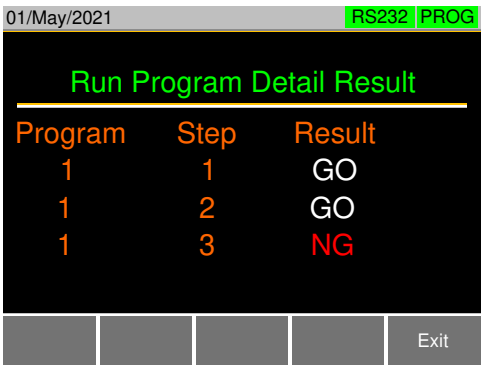 01/May/2021 RS232 PROG
Run Program Detail Result
Program Step Result
1 1 GO
1 2 GO
1 3 NG
Exit